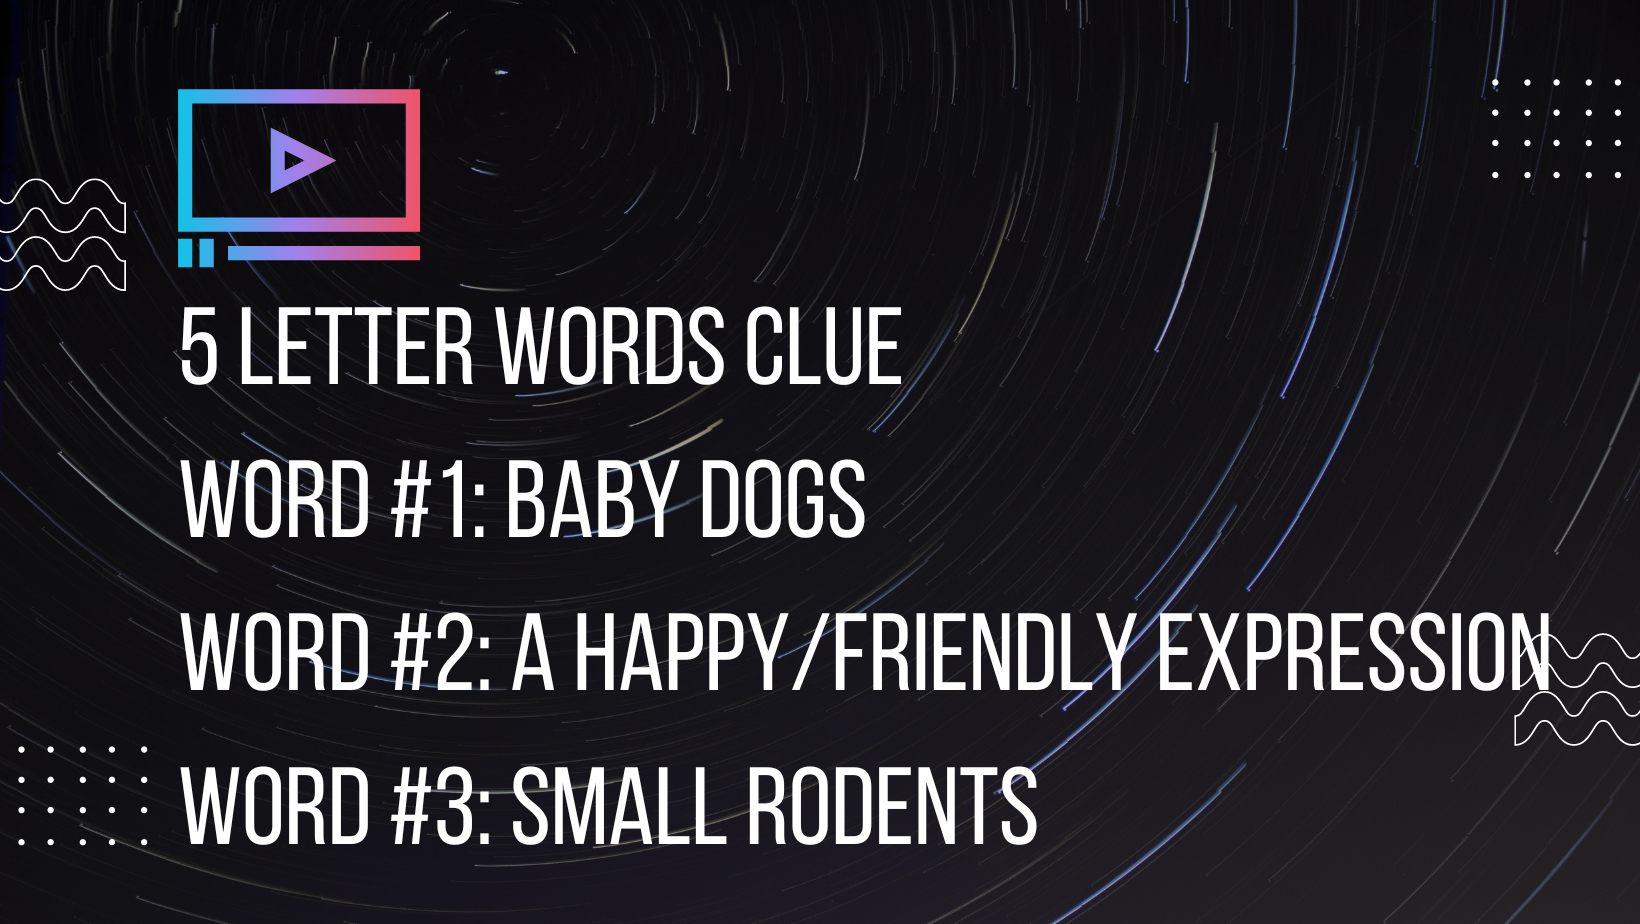 5 LETTER WORDS CLUE
WORD #1: BABY DOGS
WORD #2: A HAPPY/FRIENDLY EXPRESSION
WORD #3: SMALL RODENTS